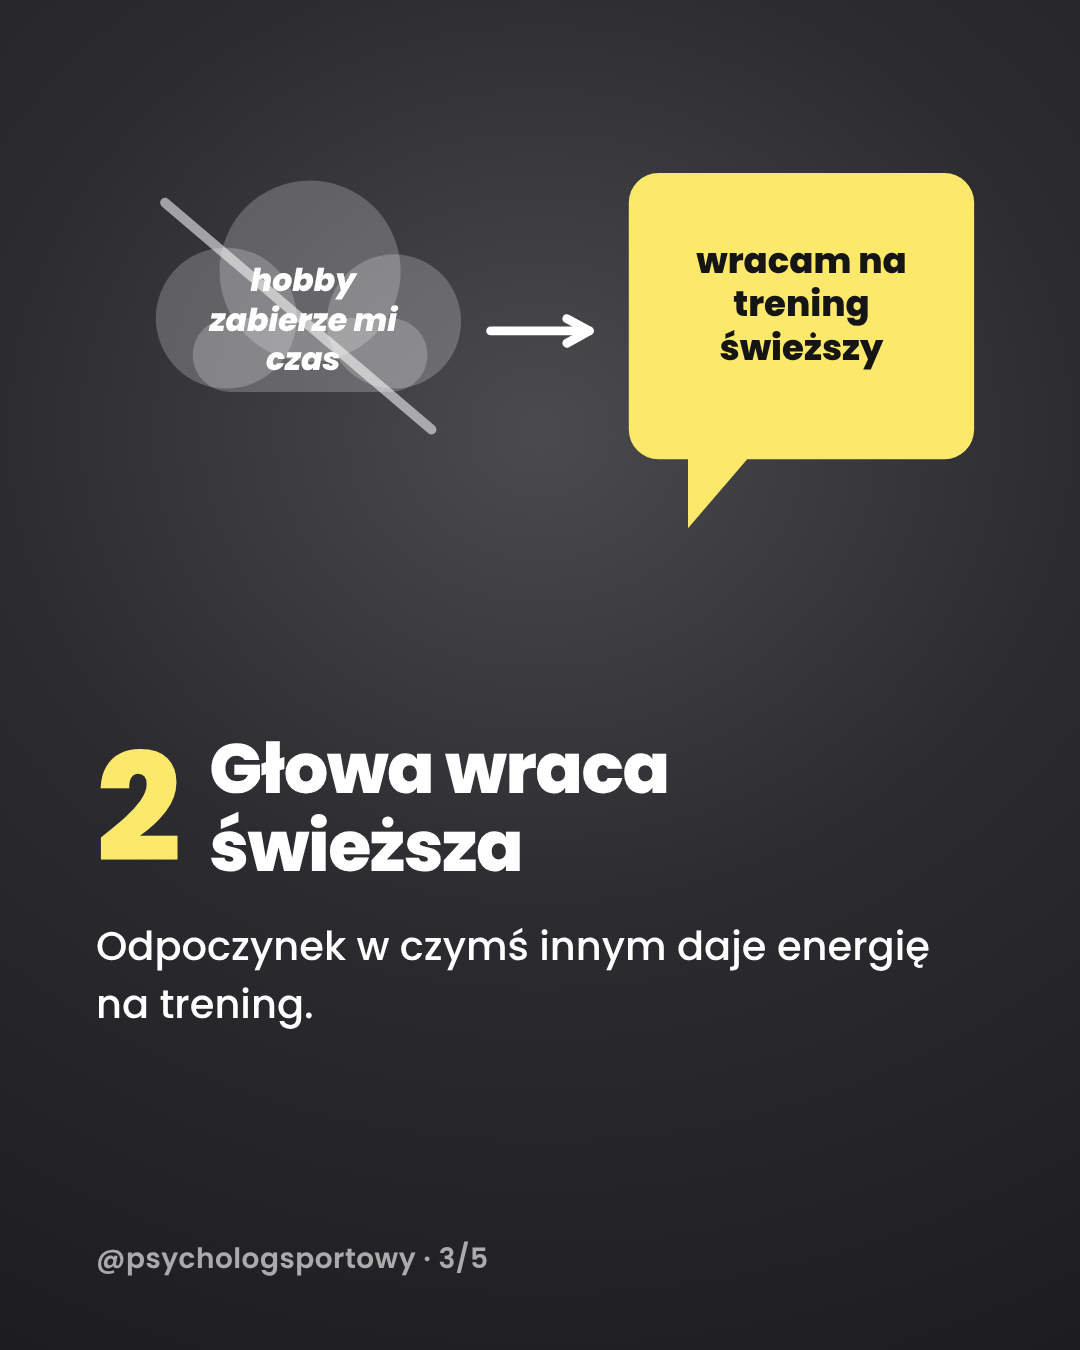 hobby
zabierze mi
czas
wracam na
trening
świeższy
2
Głowa wraca
świeższa
Odpoczynek w czymś innym daje energię
na trening.
@psychologsportowy · 3/5